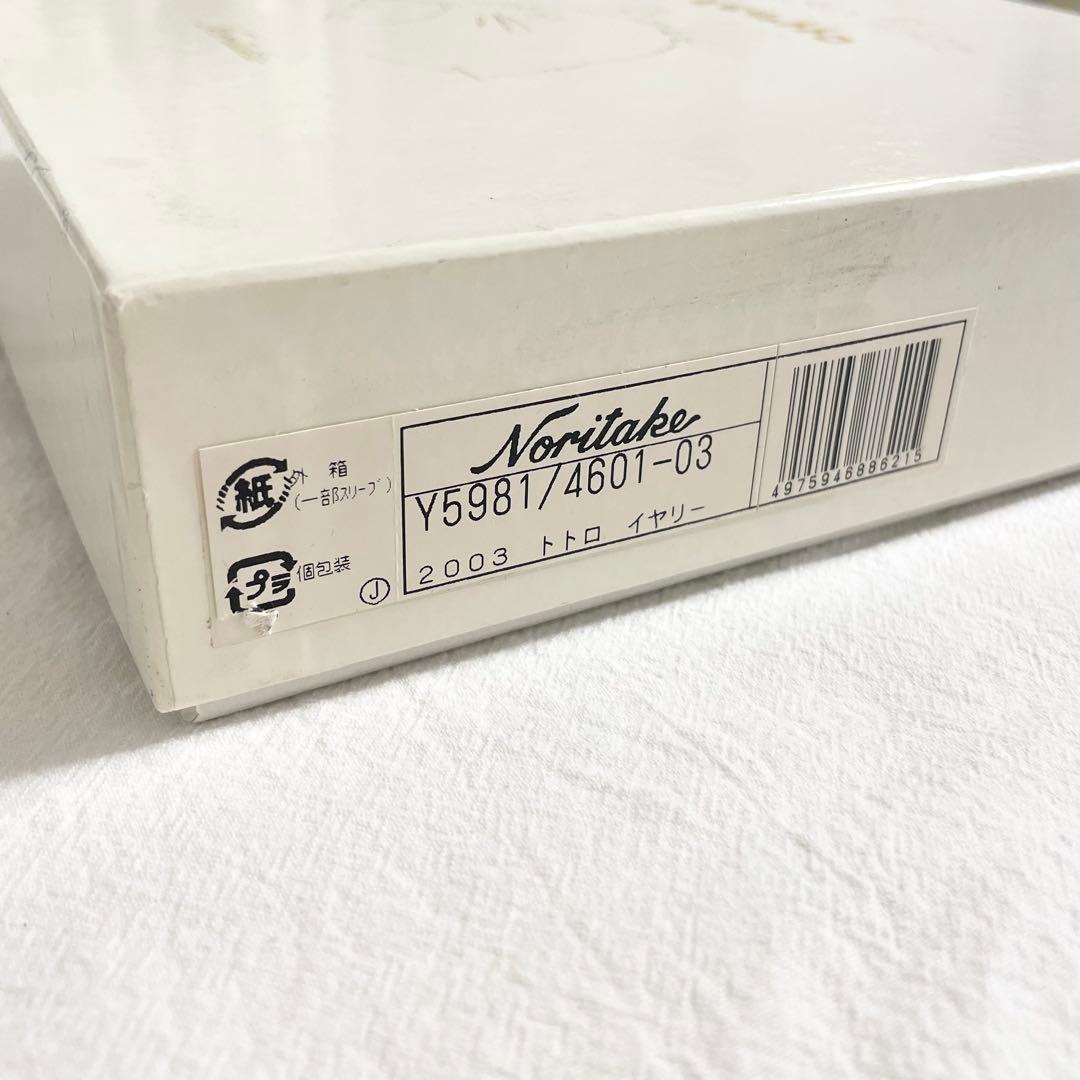 紙
外 箱
(一部スリーブ)
プラ
個包装
J
Noritake
Y5981/4601-03
2003 トトロ イヤリー
4975946886215